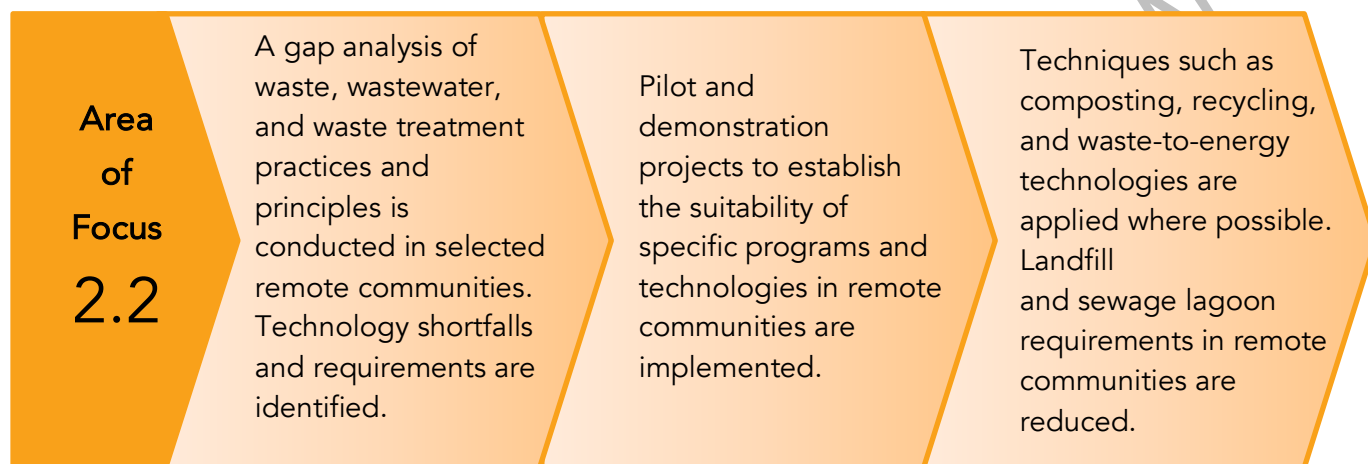 Area
of
Focus
2.2
A gap analysis of
waste, wastewater,
and waste treatment
practices and
principles is
conducted in selected
remote communities.
Technology shortfalls
and requirements are
identified.
Pilot and
demonstration
projects to establish
the suitability of
specific programs and
technologies in remote
communities are
implemented.
Techniques such as
composting, recycling,
and waste-to-energy
technologies are
applied where possible.
Landfill
and sewage lagoon
requirements in remote
communities are
reduced.